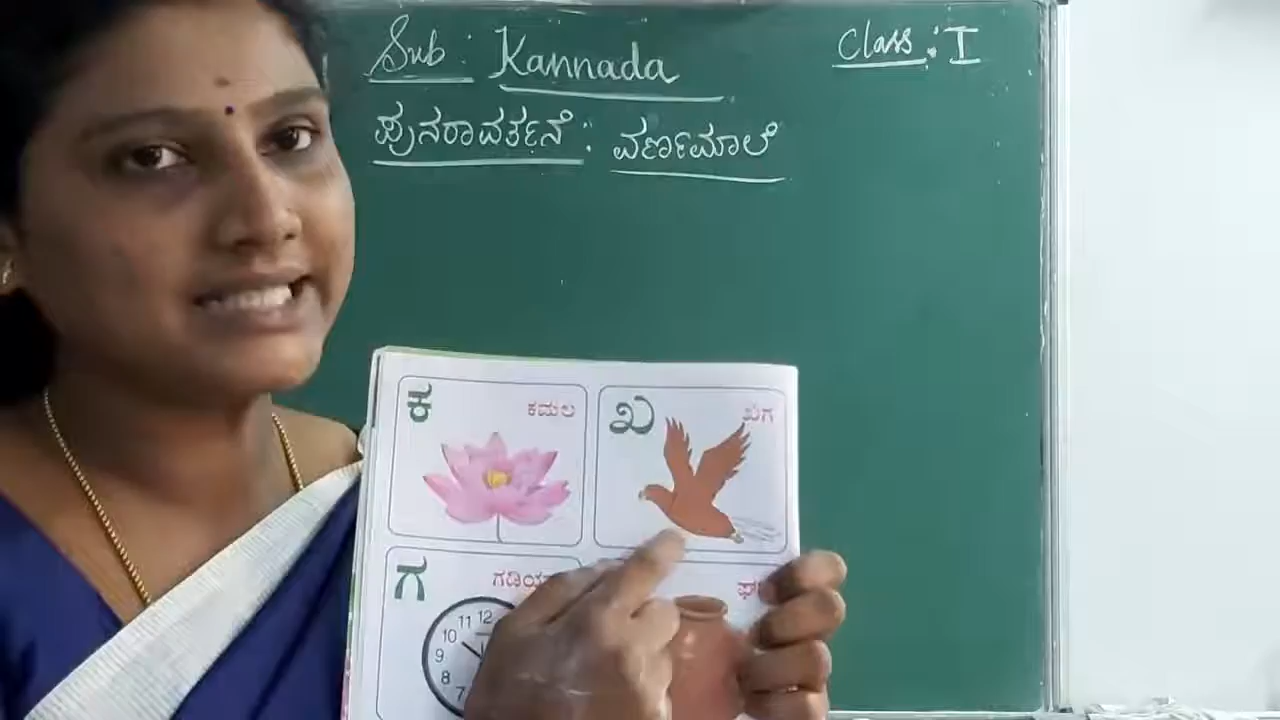 Sub : Kannada
Class : I
ಪುನರಾವರ್ತನೆ : ವರ್ಣಮಾಲೆ
ಕ ಕಮಲ
ಖ ಖಗ
ಗ
11 12
10
9
8
7